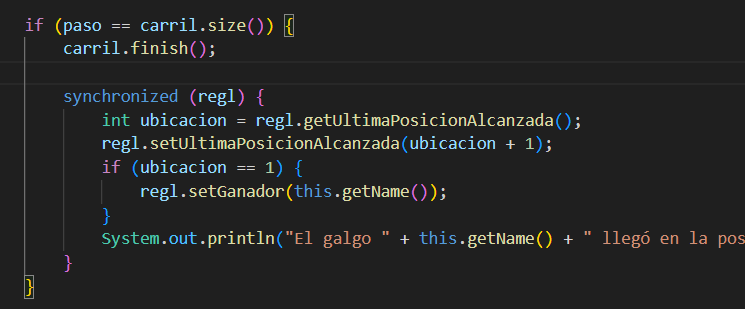 if (paso == carril.size()) {
carril.finish();
synchronized (regl) {
int ubicacion = regl.getUltimaPosicionAlcanzada();
regl.setUltimaPosicionAlcanzada(ubicacion + 1);
if (ubicacion == 1) {
regl.setGanador(this.getName());
}
System.out.println("El galgo " + this.getName() + " llegó en la pos
}
}